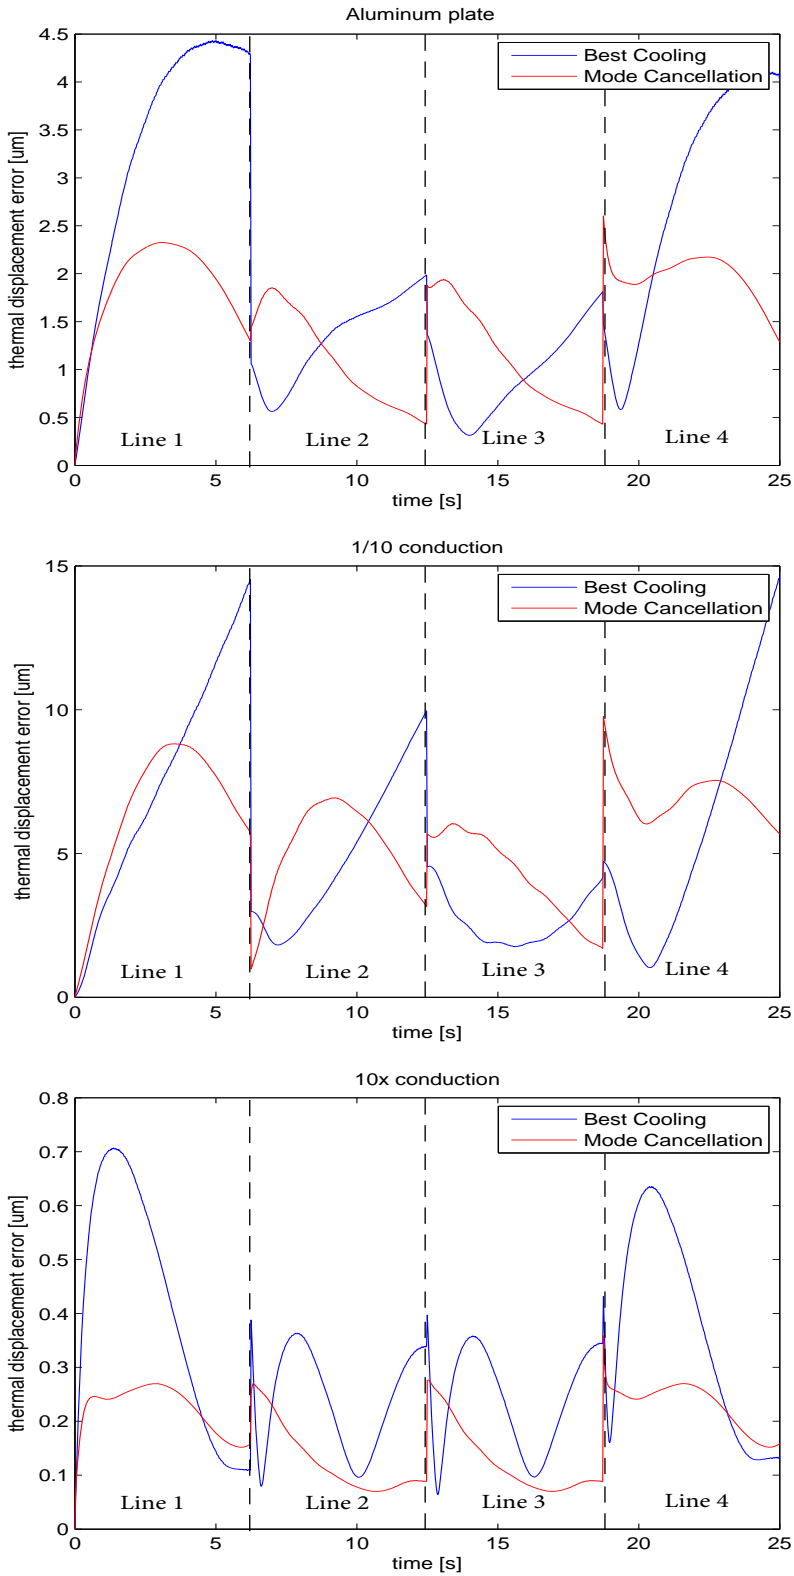 Aluminum plate
thermal displacement error [um]
4.5
4
3.5
3
2.5
2
1.5
1
0.5
0
Best Cooling
Mode Cancellation
Line 1
Line 2
Line 3
Line 4
0
5
10
15
20
25
time [s]
1/10 conduction
thermal displacement error [um]
15
10
5
0
Best Cooling
Mode Cancellation
Line 1
Line 2
Line 3
Line 4
0
5
10
15
20
25
time [s]
10x conduction
thermal displacement error [um]
0.8
0.7
0.6
0.5
0.4
0.3
0.2
0.1
0
Best Cooling
Mode Cancellation
Line 1
Line 2
Line 3
Line 4
0
5
10
15
20
25
time [s]